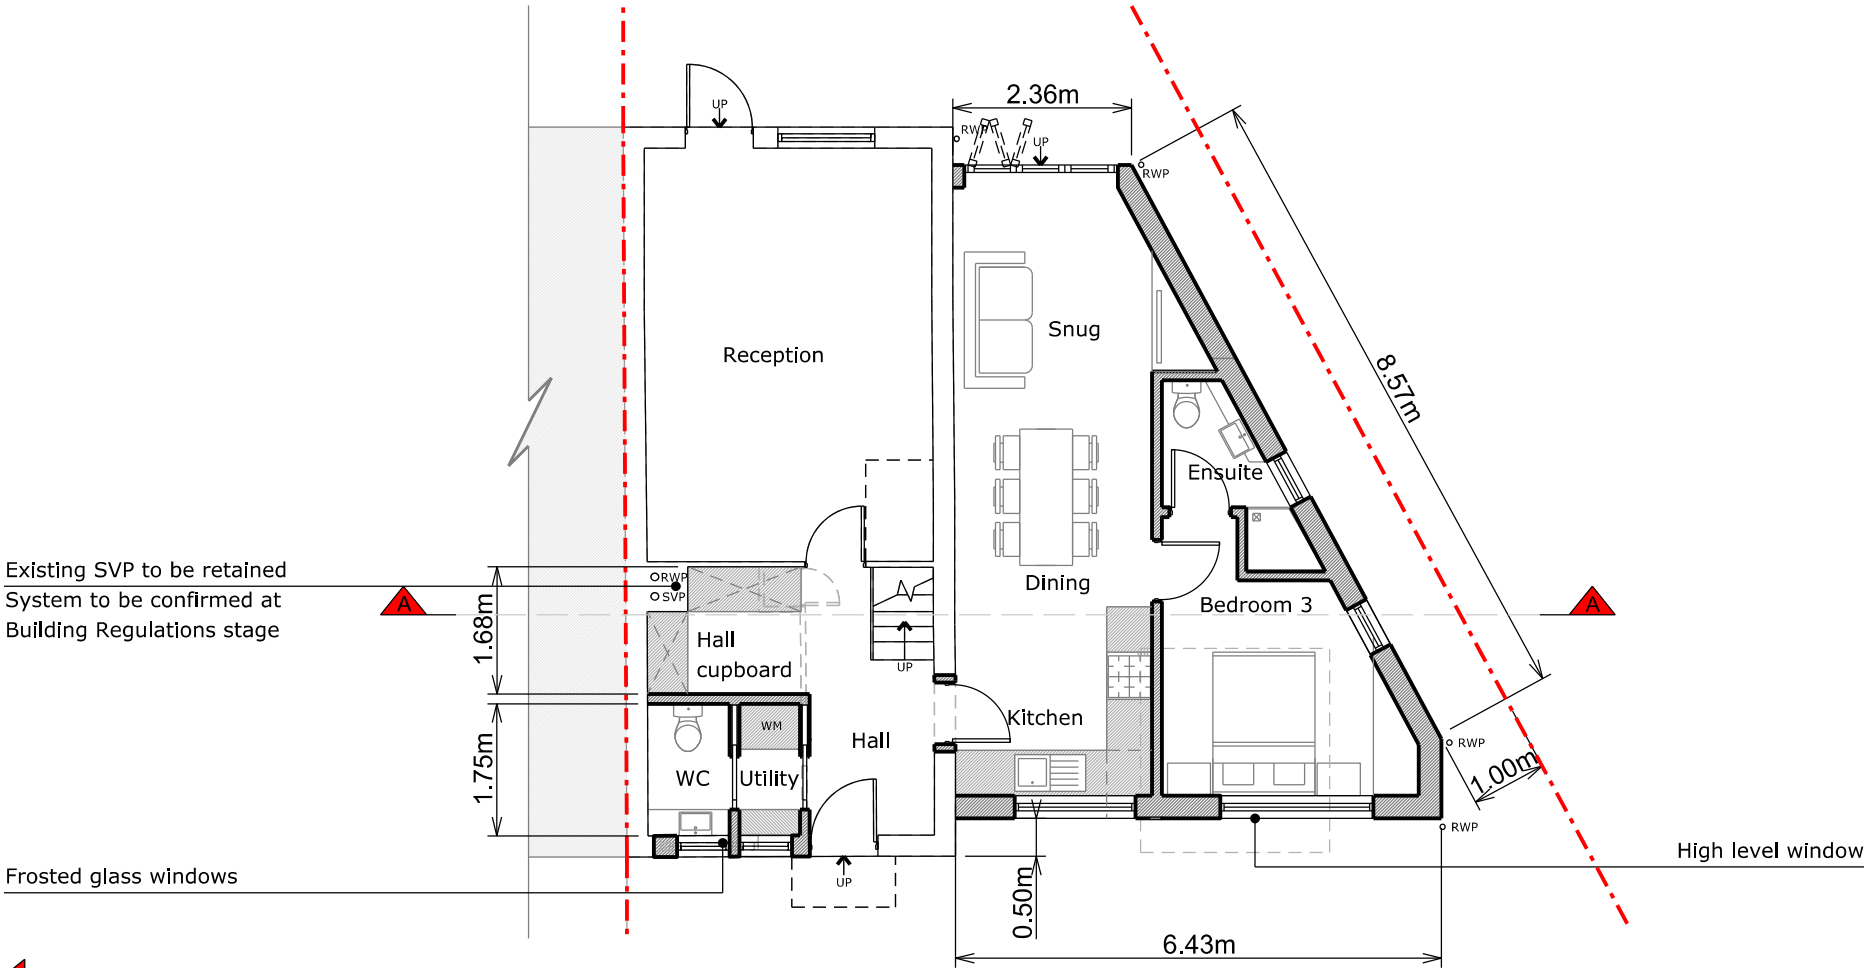 2.36m
UP
RWP
UP
RWP
8.57m
Snug
Reception
Ensuite
Existing SVP to be retained
System to be confirmed at
Building Regulations stage
RWP
SVP
A
1.68m
Hall
cupboard
UP
Dining
Bedroom 3
A
Kitchen
WM
Hall
1.75m
WC
Utility
RWP
1.00m
RWP
High level window
Frosted glass windows
UP
0.50m
6.43m